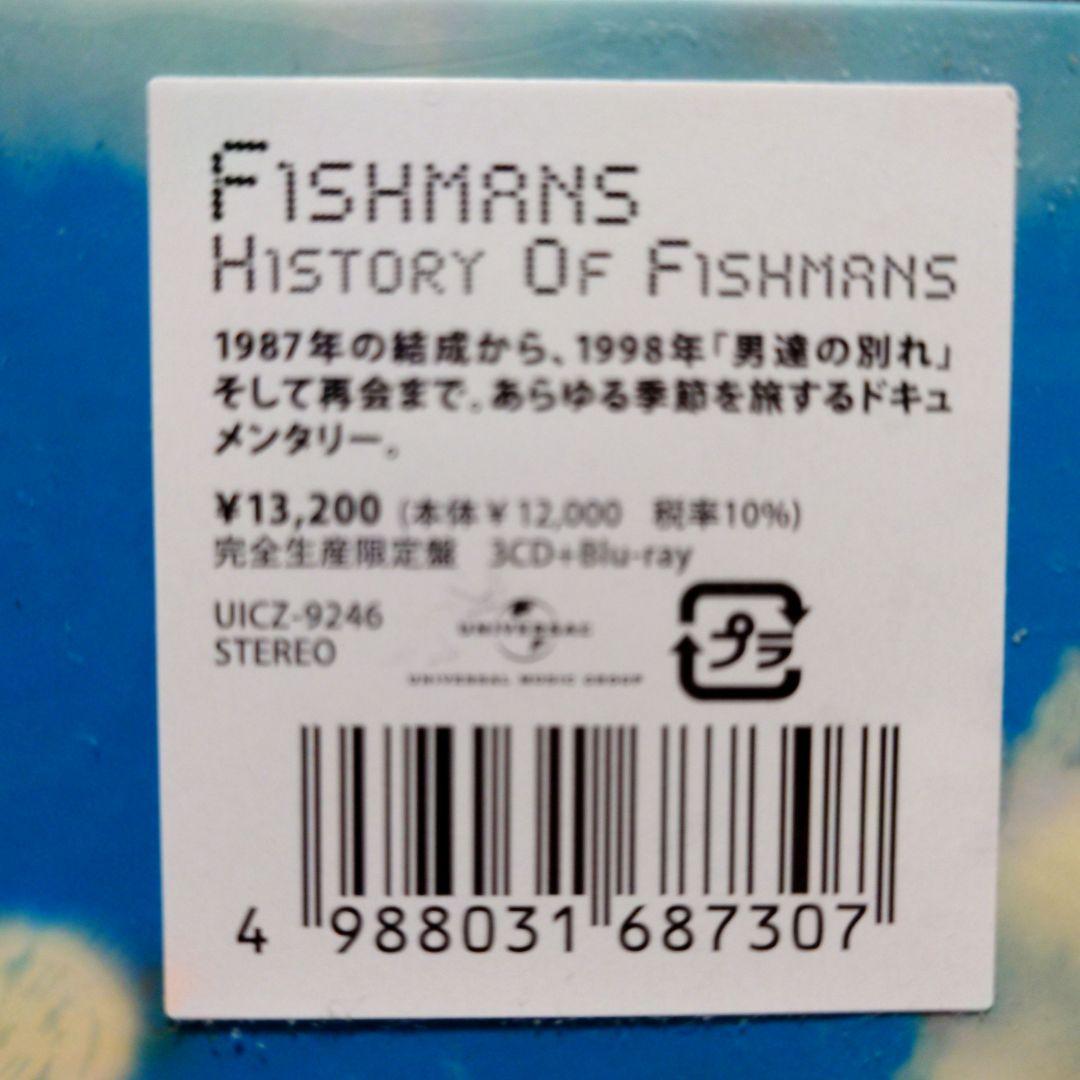 FISHMANS
HISTORY OF FISHMANS
1987年の結成から、1998年「男達の別れ」
そして再会まで。あらゆる季節を旅するドキュ
メンタリー。
¥13,200 (本体¥12,000 税率10%)
完全生産限定盤 3CD+Blu-ray
UICZ-9246
STEREO
UNIVERSAL
UNIVERSAL MUSIC GROUP
プラ
4 988031 687307